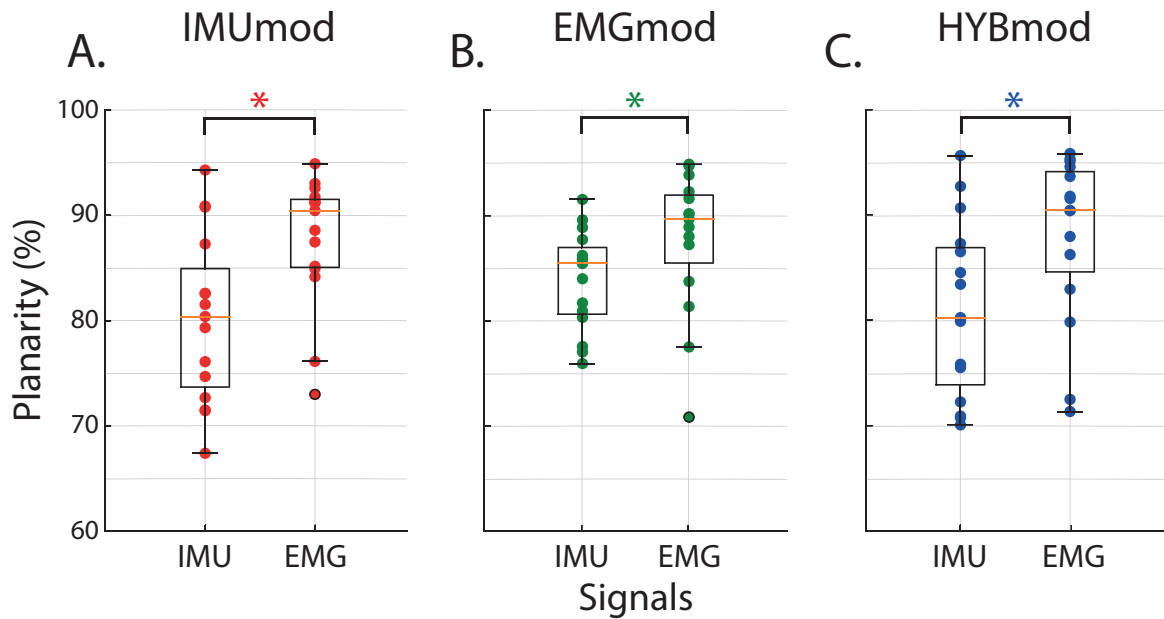 IMUmod
EMGmod
HYBmod
A.
B.
C.
*
*
*
100
90
80
70
60
Planarity (%)
IMU
EMG
IMU
EMG
IMU
EMG
Signals